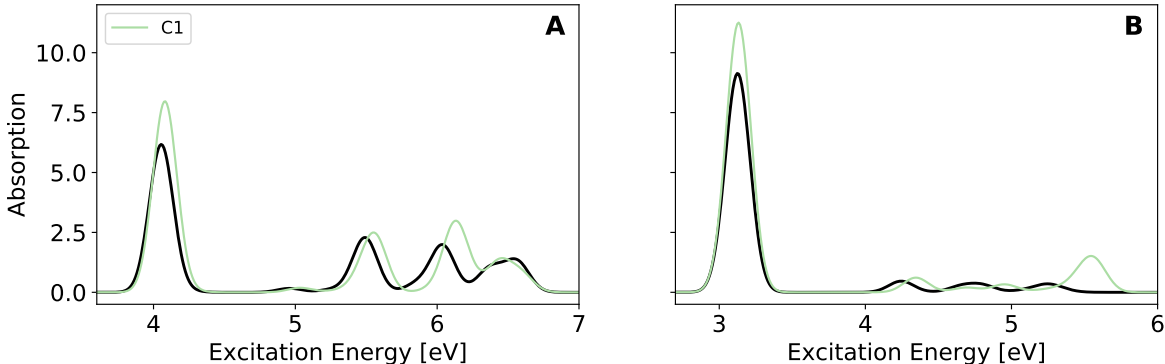 C1
A
10.0
7.5
5.0
2.5
0.0
Absorption
4 5 6 7
Excitation Energy [eV]
B
3 4 5 6
Excitation Energy [eV]